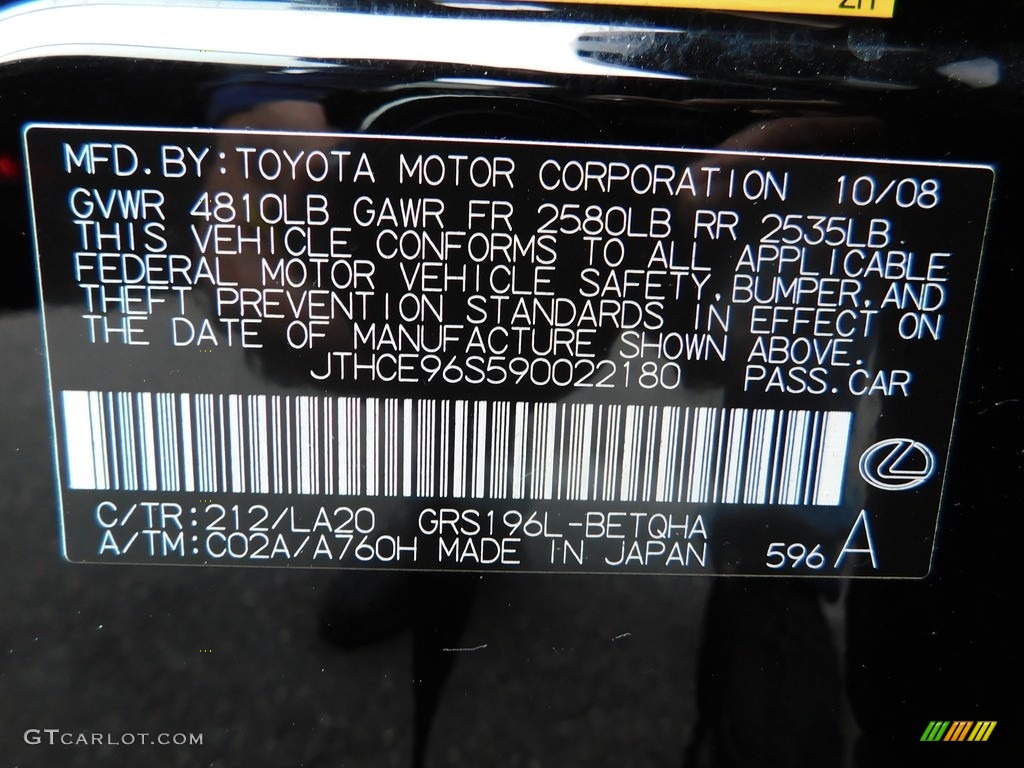 ZH
MFD. BY: TOYOTA MOTOR CORPORATION 10/08
GVWR 4810LB GAWR FR 2580LB RR 2535LB
THIS VEHICLE CONFORMS TO ALL APPLICABLE
FEDERAL MOTOR VEHICLE SAFETY, BUMPER, AND
THEFT PREVENTION STANDARDS IN EFFECT ON
THE DATE OF MANUFACTURE SHOWN ABOVE.
JTHCE96S590022180 PASS. CAR
C/TR: 212/LA20 GRS196L-BETQHA
A/TM: C02A/A760H MADE IN JAPAN 596 A
GTCARLOT.COM